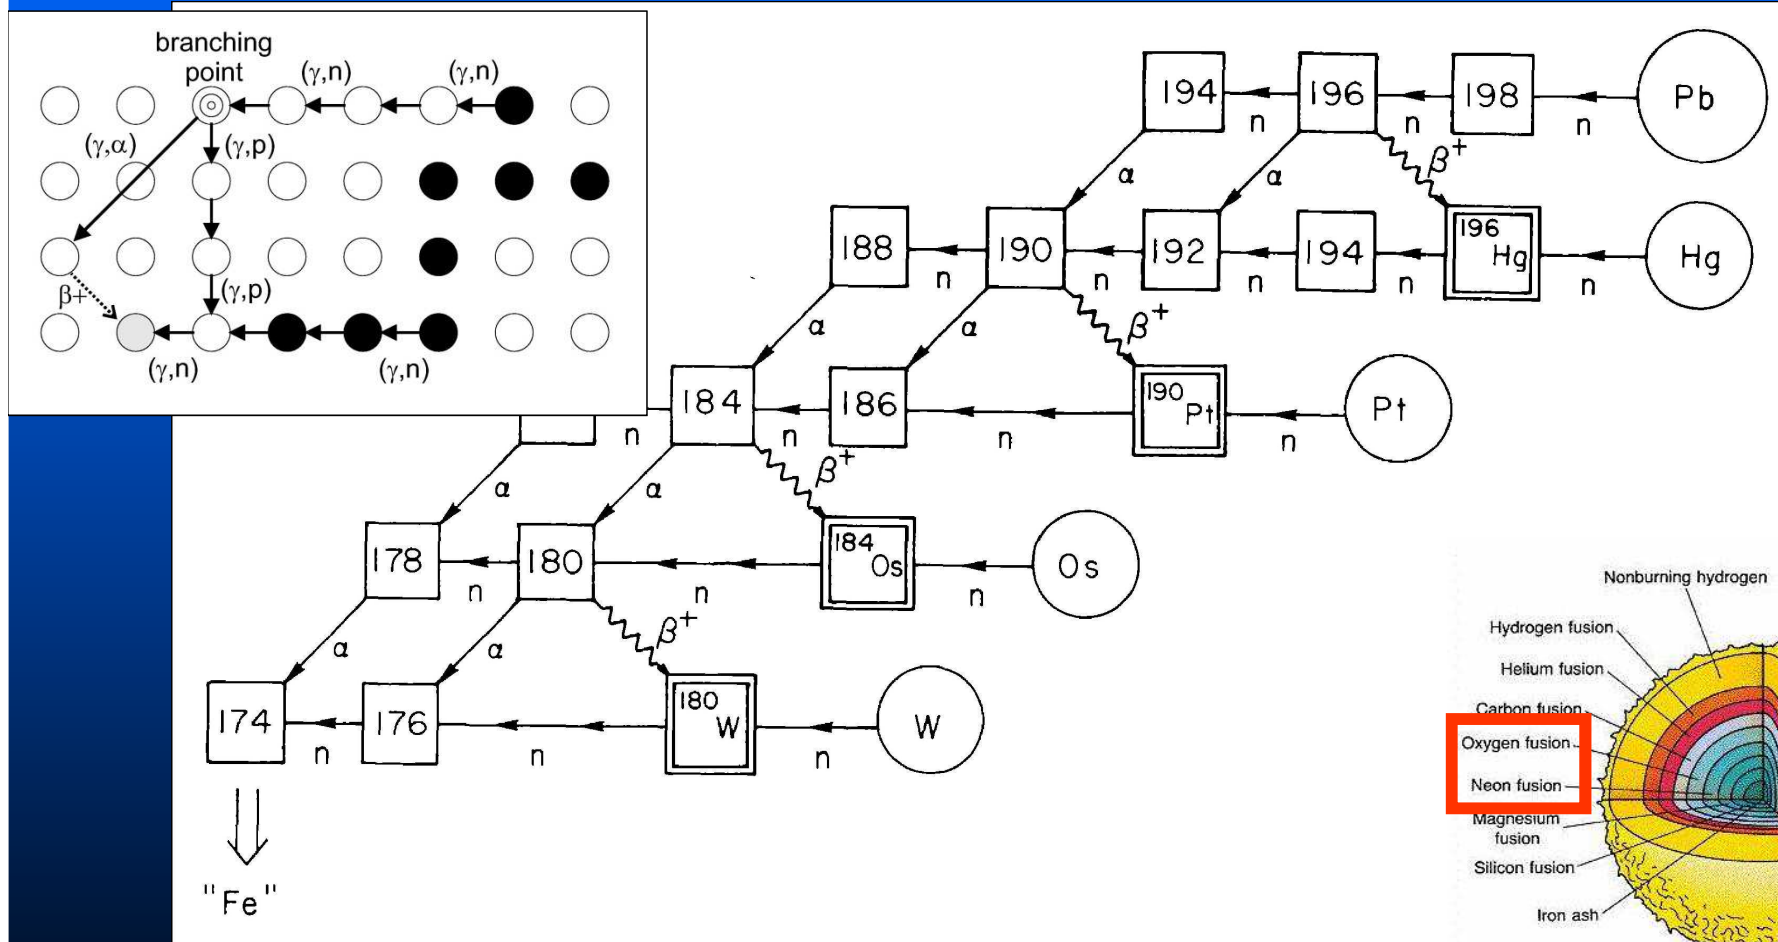 branching
point
(γ,n)
(γ,n)
(γ,α)
(γ,p)
β+
(γ,p)
(γ,n)
(γ,n)
194
n
196
n
198
n
Pb
α
α
β+
188
n
190
n
192
n
194
n
196
Hg
n
Hg
α
α
β+
n
184
n
186
n
190
Pt
n
Pt
α
α
β+
178
n
180
n
184
Os
n
Os
α
α
β+
174
n
176
n
180
W
n
W
"Fe"
Nonburning hydrogen
Hydrogen fusion
Helium fusion
Carbon fusion
Oxygen fusion
Neon fusion
Magnesium
fusion
Silicon fusion
Iron ash